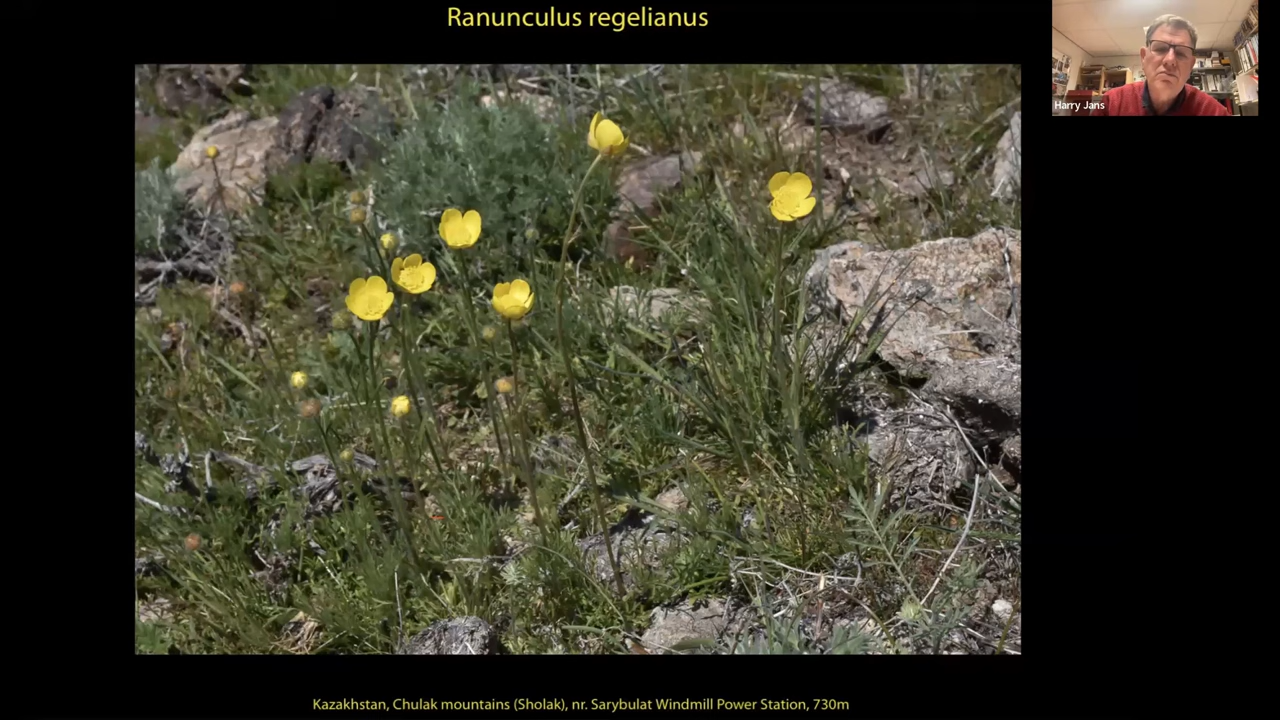 Ranunculus regelianus
Harry Jans
Kazakhstan, Chulak mountains (Sholak), nr. Sarybulat Windmill Power Station, 730m